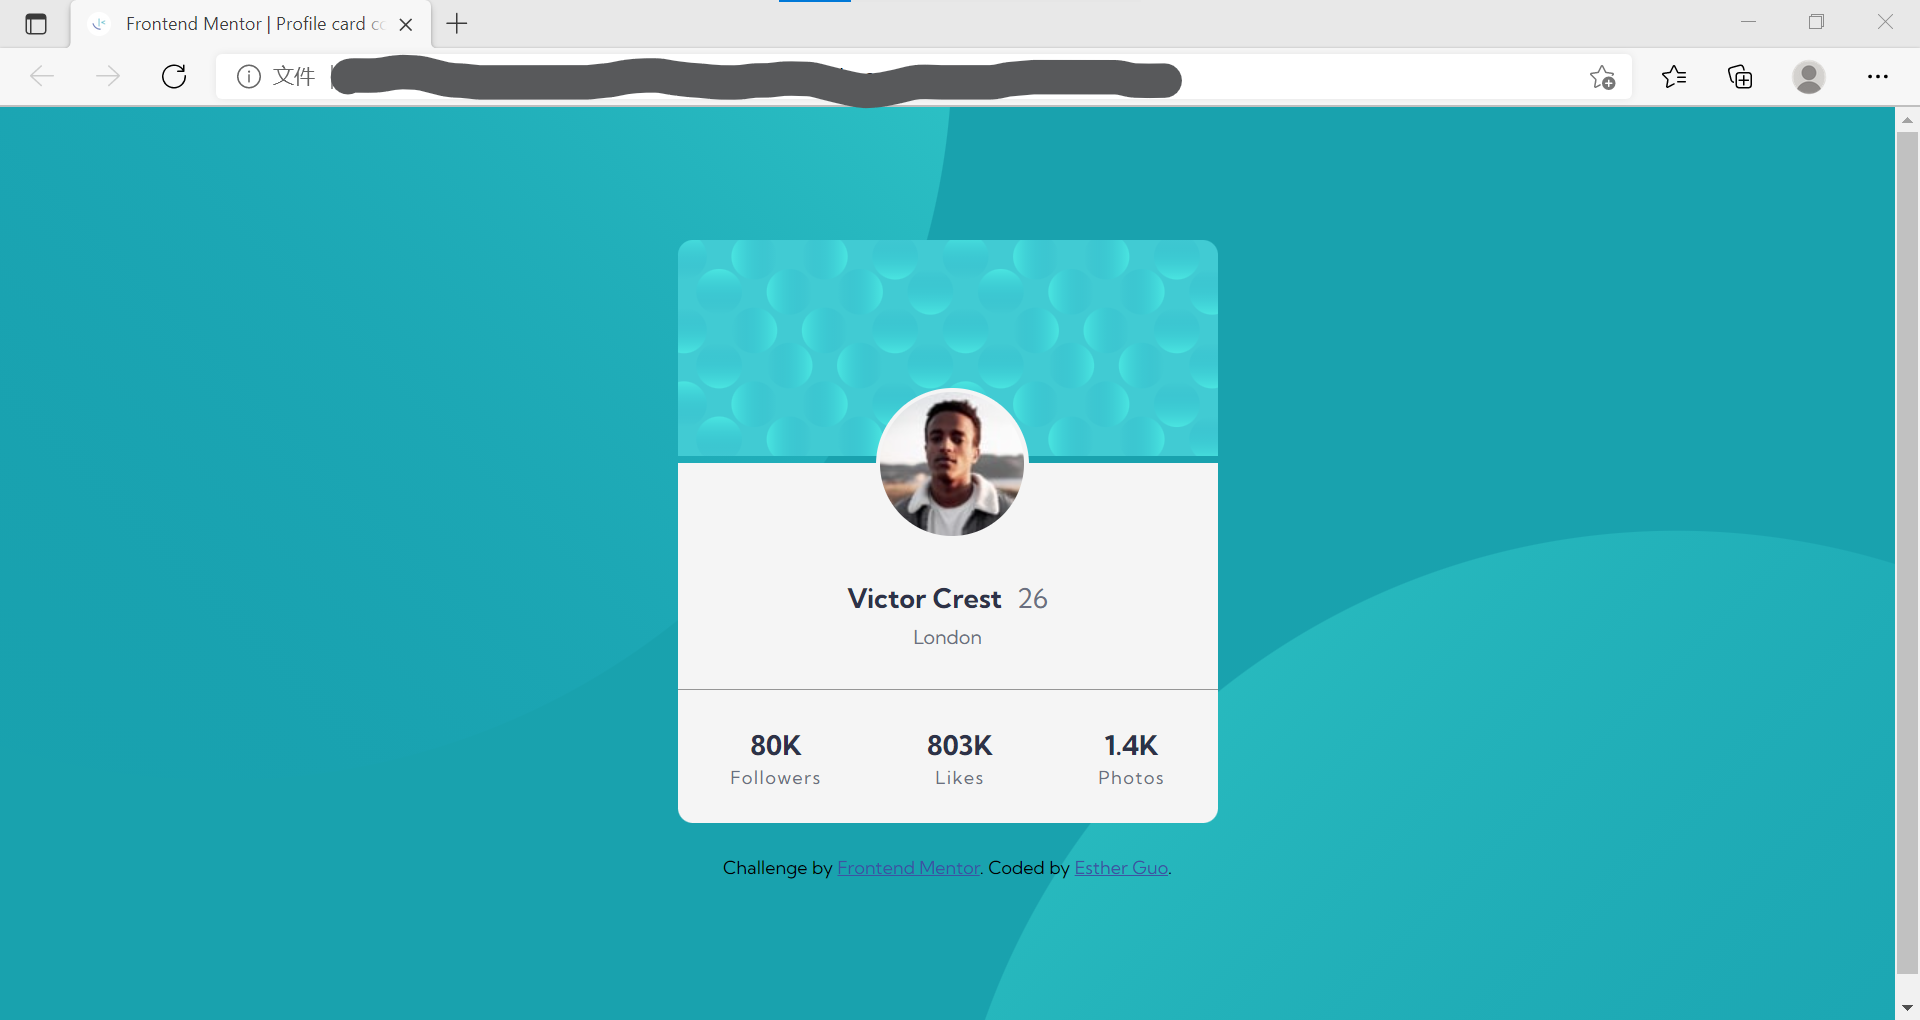 Frontend Mentor | Profile card cc
文件
Victor Crest 26
London
80K 803K 1.4K
Followers Likes Photos
Challenge by Frontend Mentor. Coded by Esther Guo.